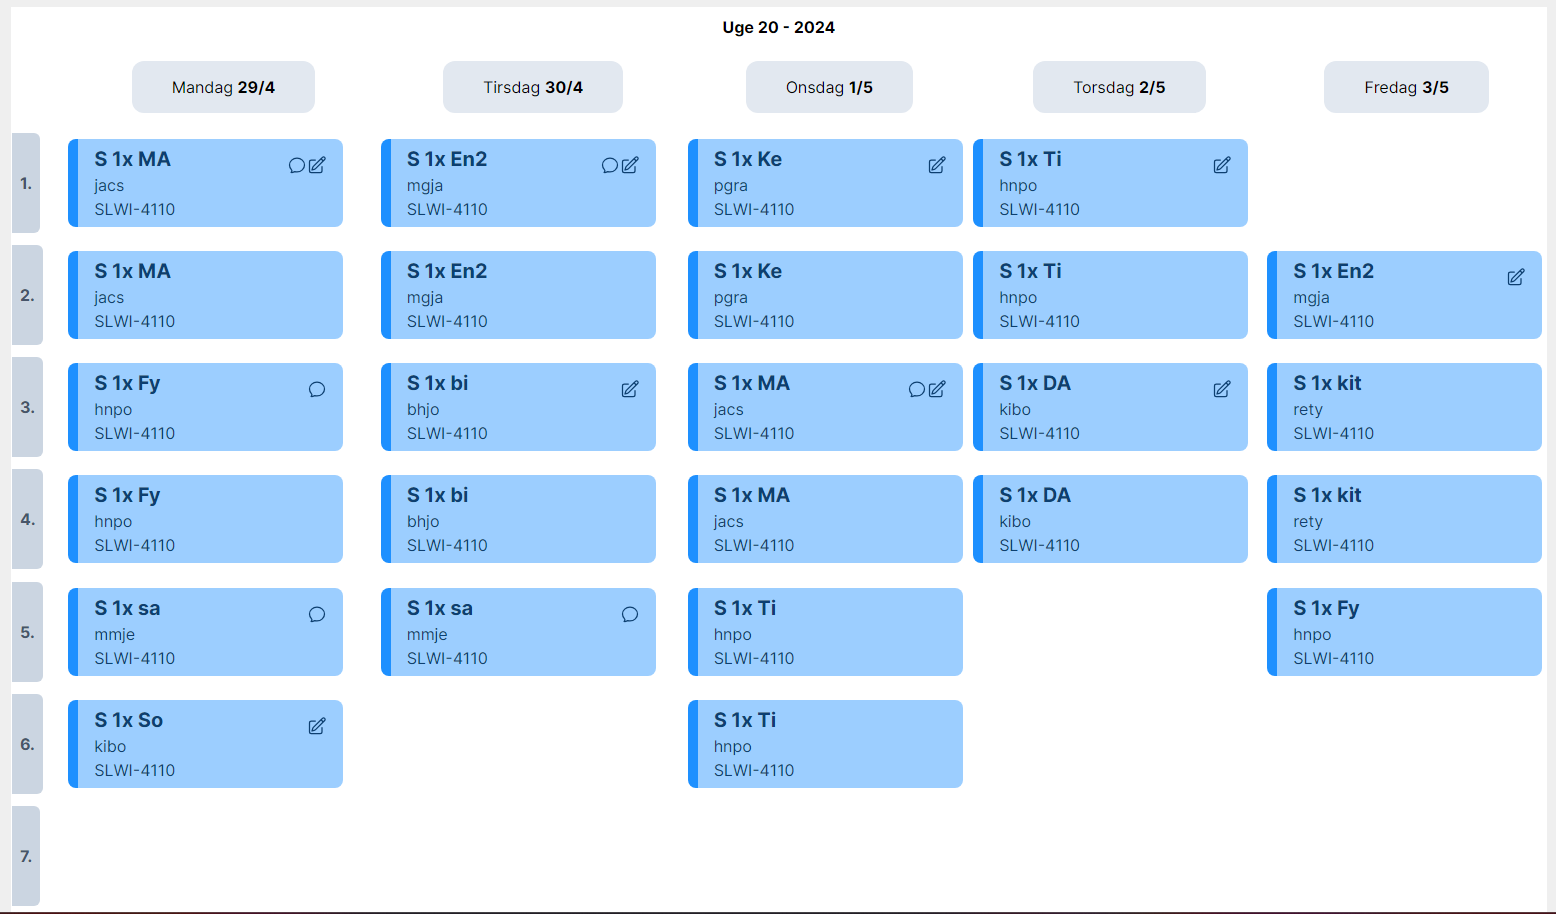 Uge 20 - 2024
Mandag 29/4
Tirsdag 30/4
Onsdag 1/5
Torsdag 2/5
Fredag 3/5
1.
S 1x MA
jacs
SLWI-4110
S 1x En2
mgja
SLWI-4110
S 1x Ke
pgra
SLWI-4110
S 1x Ti
hnpo
SLWI-4110
2.
S 1x MA
jacs
SLWI-4110
S 1x En2
mgja
SLWI-4110
S 1x Ke
pgra
SLWI-4110
S 1x Ti
hnpo
SLWI-4110
S 1x En2
mgja
SLWI-4110
3.
S 1x Fy
hnpo
SLWI-4110
S 1x bi
bhjo
SLWI-4110
S 1x MA
jacs
SLWI-4110
S 1x DA
kibo
SLWI-4110
S 1x kit
rety
SLWI-4110
4.
S 1x Fy
hnpo
SLWI-4110
S 1x bi
bhjo
SLWI-4110
S 1x MA
jacs
SLWI-4110
S 1x DA
kibo
SLWI-4110
S 1x kit
rety
SLWI-4110
5.
S 1x sa
mmje
SLWI-4110
S 1x sa
mmje
SLWI-4110
S 1x Ti
hnpo
SLWI-4110
S 1x Fy
hnpo
SLWI-4110
6.
S 1x So
kibo
SLWI-4110
S 1x Ti
hnpo
SLWI-4110
7.